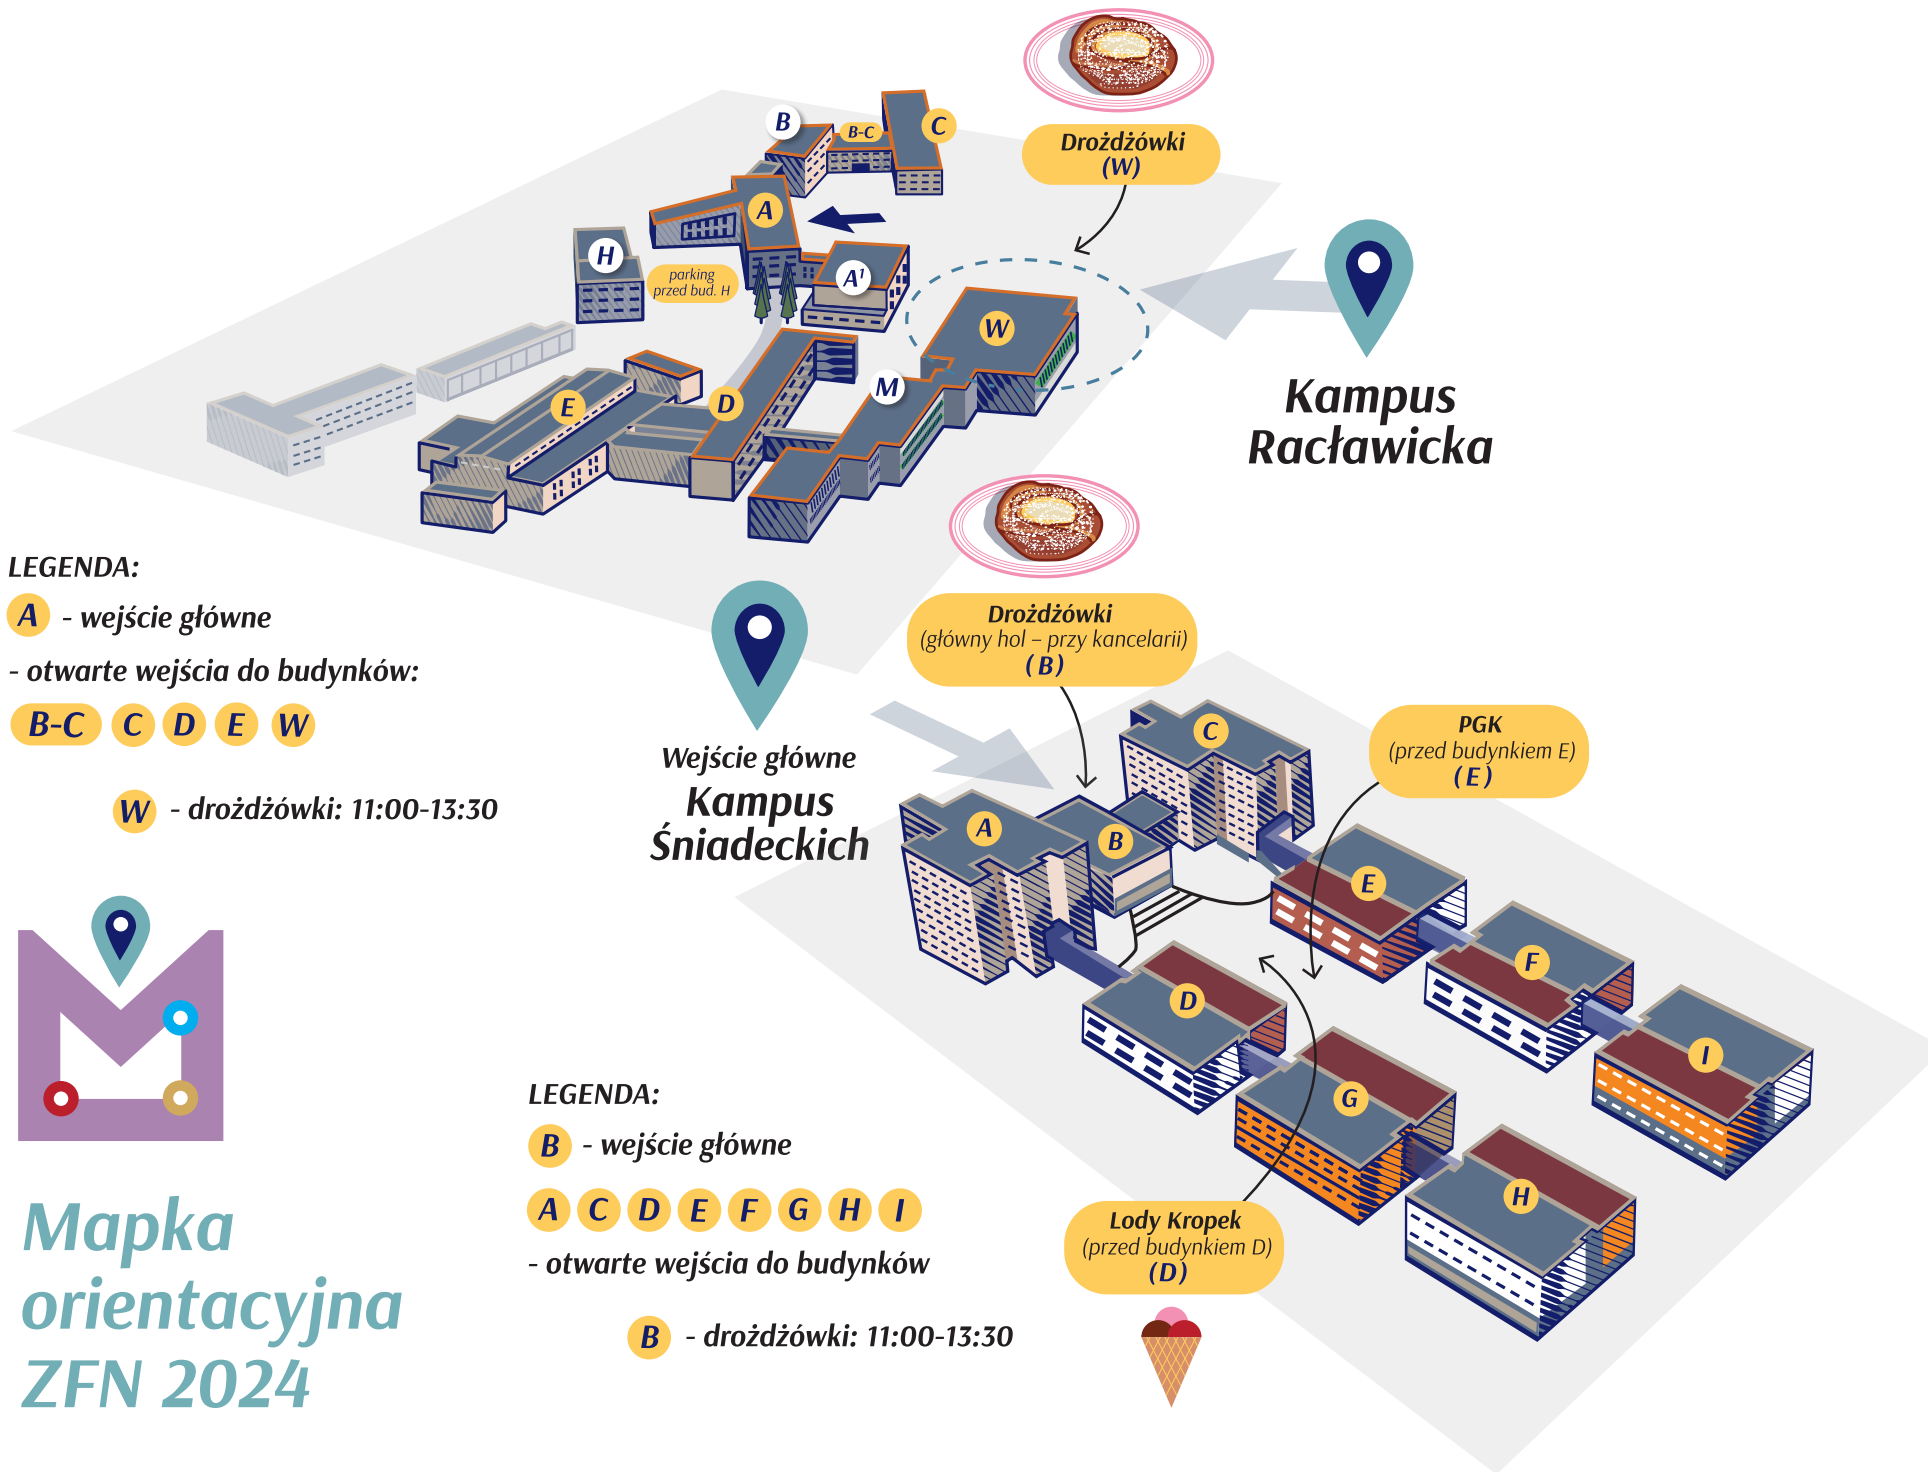 Drożdżówki
(W)
B
B-C
C
A
H
parking
przed bud. H
A¹
W
M
E
D
Kampus
Racławicka
LEGENDA:
A - wejście główne
- otwarte wejścia do budynków:
B-C C D E W
W - drożdżówki: 11:00-13:30
Drożdżówki
(główny hol – przy kancelarii)
(B)
Wejście główne
Kampus
Śniadeckich
PGK
(przed budynkiem E)
(E)
C
A
B
E
F
D
I
G
H
Lody Kropek
(przed budynkiem D)
(D)
LEGENDA:
B - wejście główne
A C D E F G H I
- otwarte wejścia do budynków
B - drożdżówki: 11:00-13:30
Mapka
orientacyjna
ZFN 2024